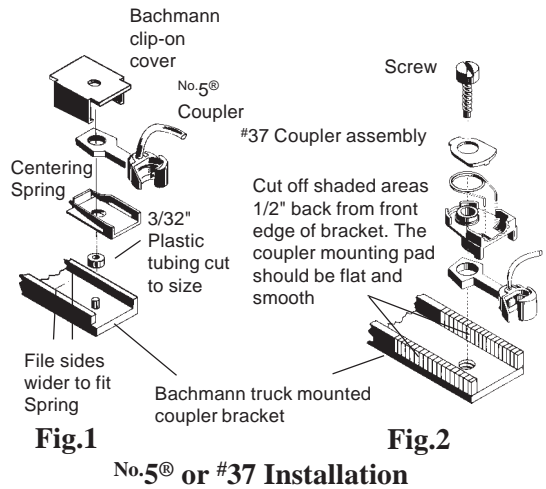 Bachmann
clip-on
cover
No.5®
Coupler
Centering
Spring
3/32"
Plastic
tubing cut
to size
File sides
wider to fit
Spring
Bachmann truck mounted
coupler bracket
Fig.1
Screw
#37 Coupler assembly
Cut off shaded areas
1/2" back from front
edge of bracket. The
coupler mounting pad
should be flat and
smooth
Fig.2
No.5® or #37 Installation